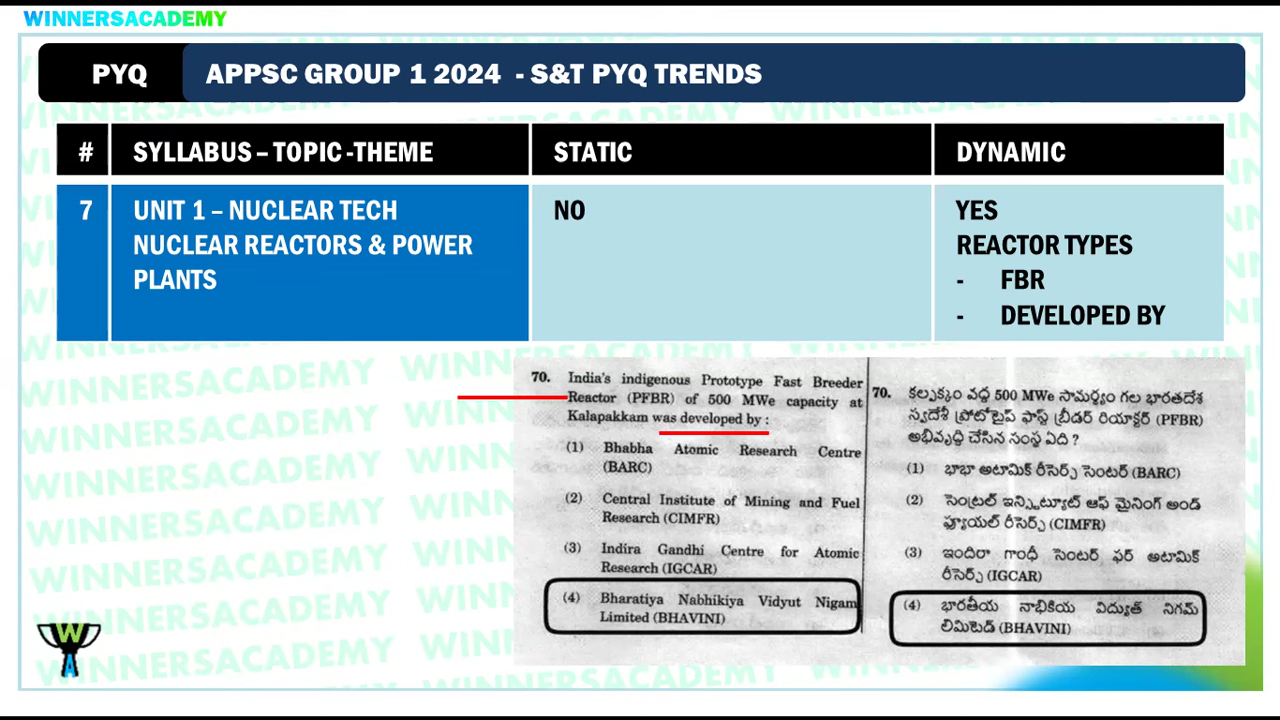 WINNERSACADEMY
PYQ
APPSC GROUP 1 2024 - S&T PYQ TRENDS
#
SYLLABUS – TOPIC -THEME
STATIC
DYNAMIC
7
UNIT 1 – NUCLEAR TECH
NUCLEAR REACTORS & POWER
PLANTS
NO
YES
REACTOR TYPES
- FBR
- DEVELOPED BY
70. India's indigenous Prototype Fast Breeder
Reactor (PFBR) of 500 MWe capacity at
Kalapakkam was developed by :
(1) Bhabha Atomic Research Centre
(BARC)
(2) Central Institute of Mining and Fuel
Research (CIMFR)
(3) Indira Gandhi Centre for Atomic
Research (IGCAR)
(4) Bharatiya Nabhikiya Vidyut Nigam
Limited (BHAVINI)
70. కల్పక్కం వద్ద 500 MWe సామర్థ్యం గల భారతదేశ
స్వదేశీ ప్రోటోటైప్ ఫాస్ట్ బ్రీడర్ రియాక్టర్ (PFBR)
అభివృద్ధి చేసిన సంస్థ ఏది ?
(1) భాభా అటామిక్ రీసెర్చ్ సెంటర్ (BARC)
(2) సెంట్రల్ ఇన్స్టిట్యూట్ ఆఫ్ మైనింగ్ అండ్
ఫ్యూయల్ రీసెర్చ్ (CIMFR)
(3) ఇందిరా గాంధీ సెంటర్ ఫర్ అటామిక్
రీసెర్చ్ (IGCAR)
(4) భారతీయ నాభికియ విద్యుత్ నిగమ్
లిమిటెడ్ (BHAVINI)
W
A